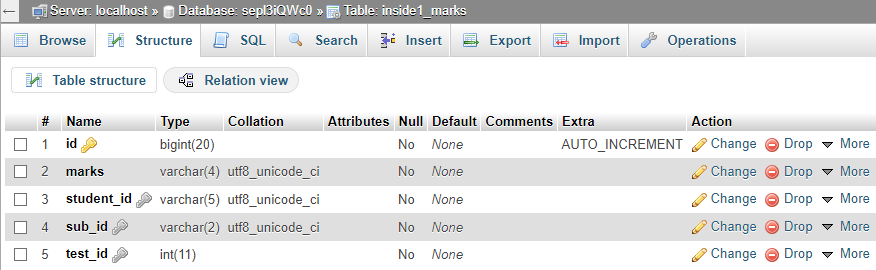 Server: localhost » Database: sepl3iQWc0 » Table: inside1_marks
Browse Structure SQL Search Insert Export Import Operations
Table structure Relation view
# Name Type Collation Attributes Null Default Comments Extra Action
1 id bigint(20) No None AUTO_INCREMENT Change Drop More
2 marks varchar(4) utf8_unicode_ci No None Change Drop More
3 student_id varchar(5) utf8_unicode_ci No None Change Drop More
4 sub_id varchar(2) utf8_unicode_ci No None Change Drop More
5 test_id int(11) No None Change Drop More